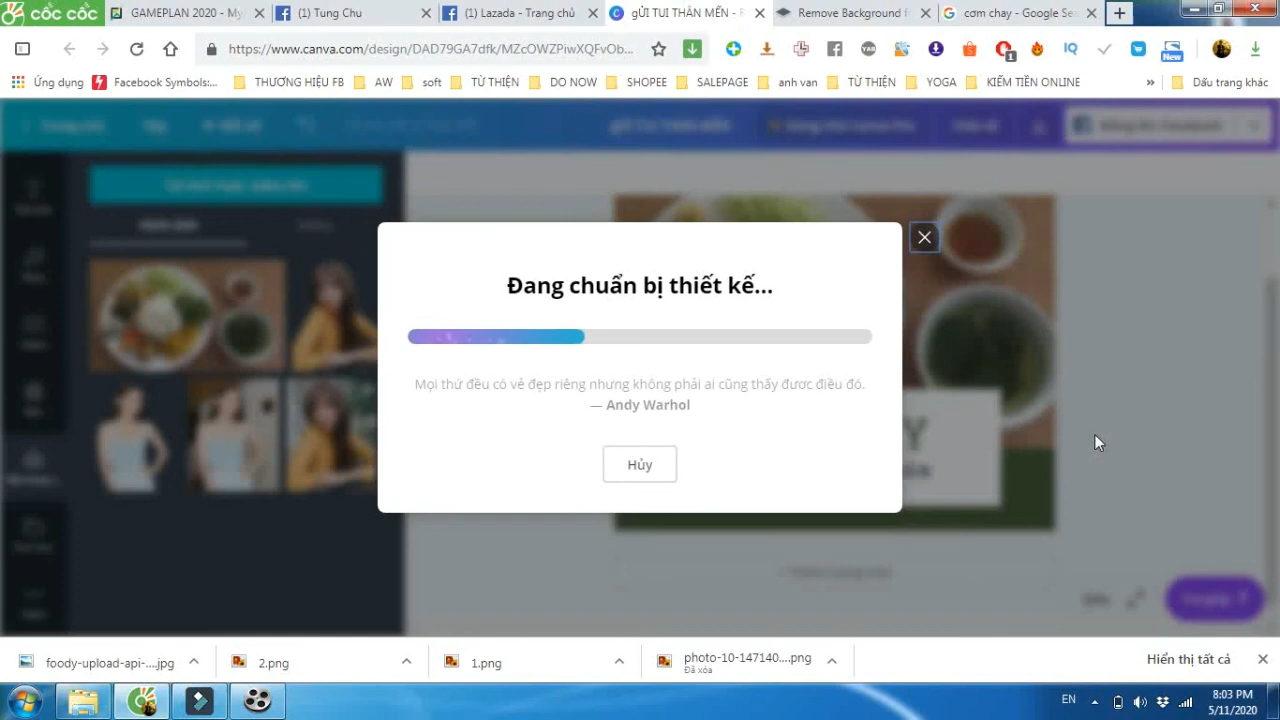 cốc cốc
GAMEPLAN 2020 - My
(1) Tung Chu
(1) Lazada - Trang chủ
gỬI TUI THÂN MẾN - 
Remove Background f
cơm chay - Google Se
https://www.canva.com/design/DAD79GA7dfk/MZcOWZPiwXQFvOb...
YAB
1
IQ
New
Ứng dụng
Facebook Symbols:...
THƯƠNG HIỆU FB
AW
soft
TỪ THIỆN
DO NOW
SHOPEE
SALEPAGE
anh van
TỪ THIỆN
YOGA
KIẾM TIỀN ONLINE
»
Dấu trang khác
Đang chuẩn bị thiết kế...
Mọi thứ đều có vẻ đẹp riêng nhưng không phải ai cũng thấy đươc điều đó.
— Andy Warhol
Hủy
foody-upload-api-....jpg
2.png
1.png
photo-10-147140....png
Đã xóa
Hiển thị tất cả
EN
8:03 PM
5/11/2020